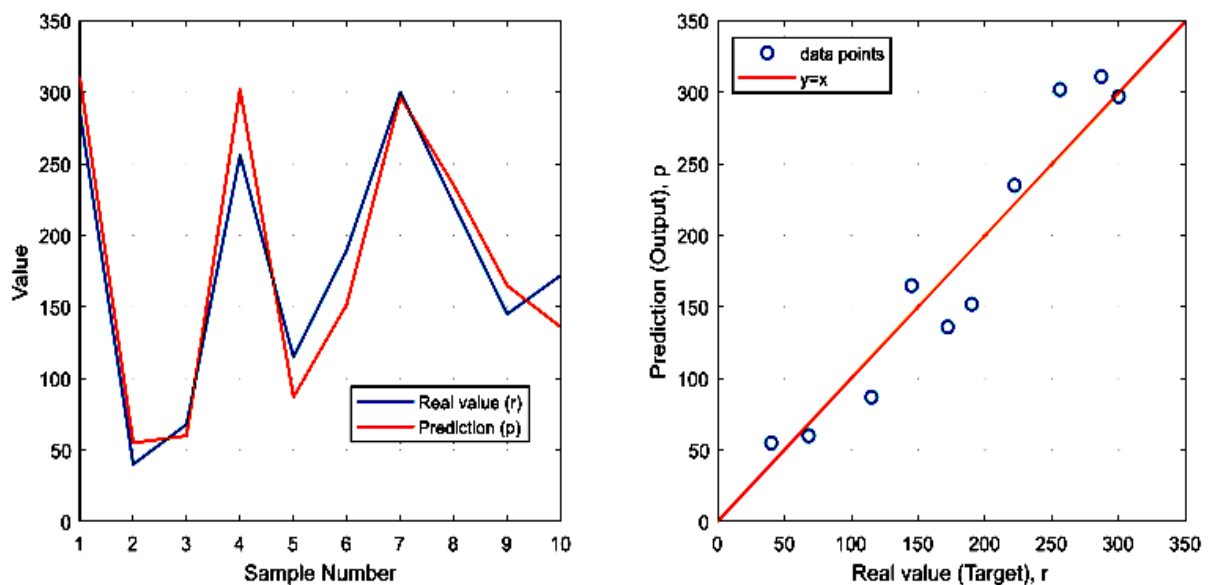 350
300
250
200
150
100
50
0
Value
Real value (r)
Prediction (p)
1 2 3 4 5 6 7 8 9 10
Sample Number
350
300
250
200
150
100
50
0
Prediction (Output), p
data points
y=x
0 50 100 150 200 250 300 350
Real value (Target), r